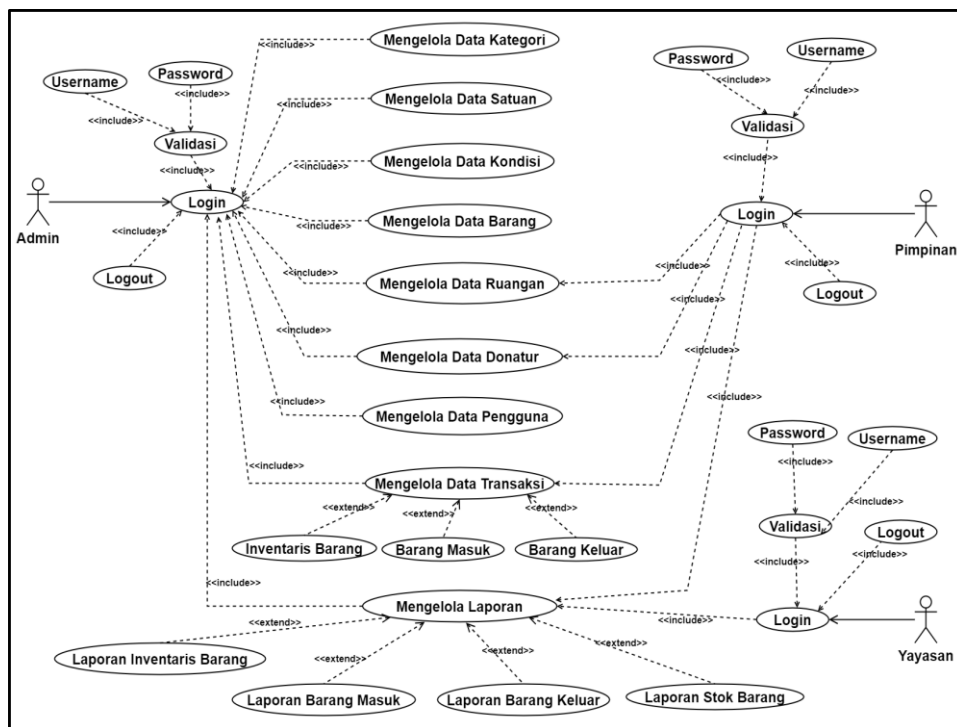 Mengelola Data Kategori
<<include>>
Username
Password
<<include>>
<<include>>
Validasi
<<include>>
Mengelola Data Satuan
<<include>>
Mengelola Data Kondisi
<<include>>
Login
Admin
Mengelola Data Barang
<<include>>
<<include>>
Logout
Mengelola Data Ruangan
<<include>>
Mengelola Data Donatur
<<include>>
Mengelola Data Pengguna
<<include>>
Mengelola Data Transaksi
<<include>>
<<extend>>
<<extend>>
<<extend>>
Inventaris Barang
Barang Masuk
Barang Keluar
Mengelola Laporan
<<include>>
<<extend>>
<<extend>>
<<extend>>
<<extend>>
Laporan Inventaris Barang
Laporan Barang Masuk
Laporan Barang Keluar
Laporan Stok Barang
Password
Username
<<include>>
<<include>>
Validasi
<<include>>
Login
Pimpinan
<<include>>
Logout
<<include>>
<<include>>
<<include>>
<<include>>
Password
Username
<<include>>
<<include>>
Validasi
Logout
<<include>>
<<include>>
<<include>>
Login
Yayasan